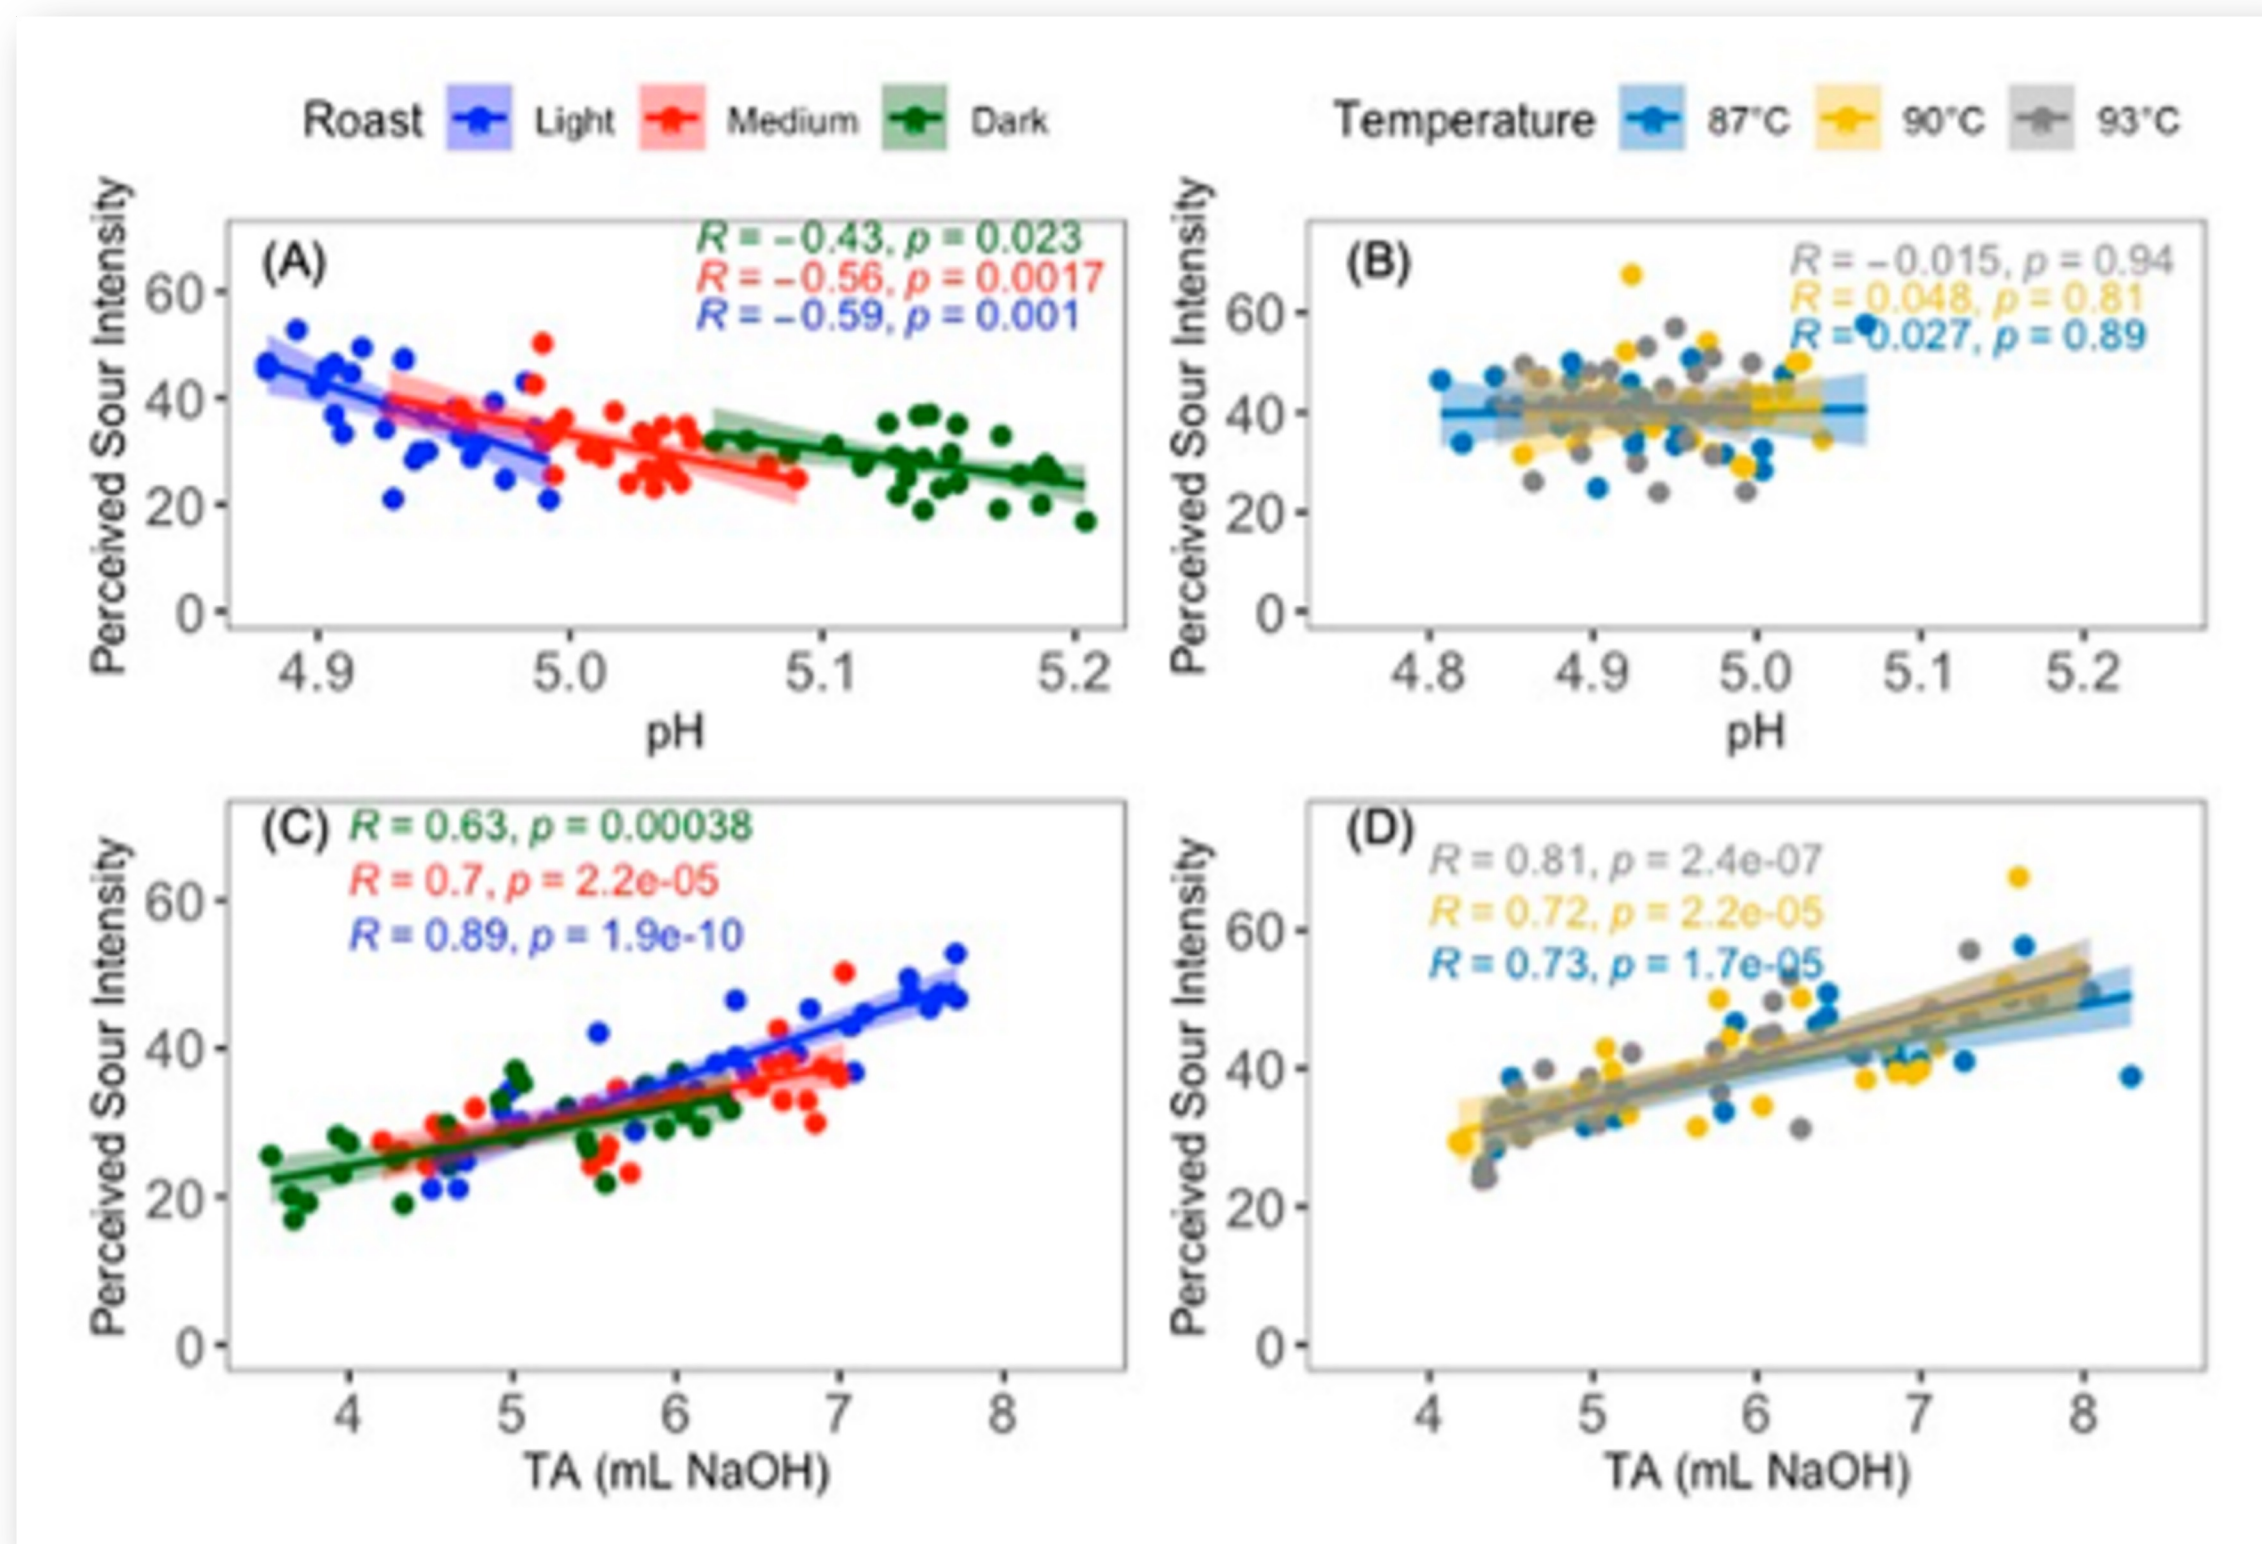 Roast Light Medium Dark
Temperature 87°C 90°C 93°C
(A)
R = −0.43, p = 0.023
R = −0.56, p = 0.0017
R = −0.59, p = 0.001
Perceived Sour Intensity
60
40
20
0
4.9 5.0 5.1 5.2
pH
(B)
R = −0.015, p = 0.94
R = 0.048, p = 0.81
R = 0.027, p = 0.89
Perceived Sour Intensity
60
40
20
0
4.8 4.9 5.0 5.1 5.2
pH
(C)
R = 0.63, p = 0.00038
R = 0.7, p = 2.2e-05
R = 0.89, p = 1.9e-10
Perceived Sour Intensity
60
40
20
0
4 5 6 7 8
TA (mL NaOH)
(D)
R = 0.81, p = 2.4e-07
R = 0.72, p = 2.2e-05
R = 0.73, p = 1.7e-05
Perceived Sour Intensity
60
40
20
0
4 5 6 7 8
TA (mL NaOH)